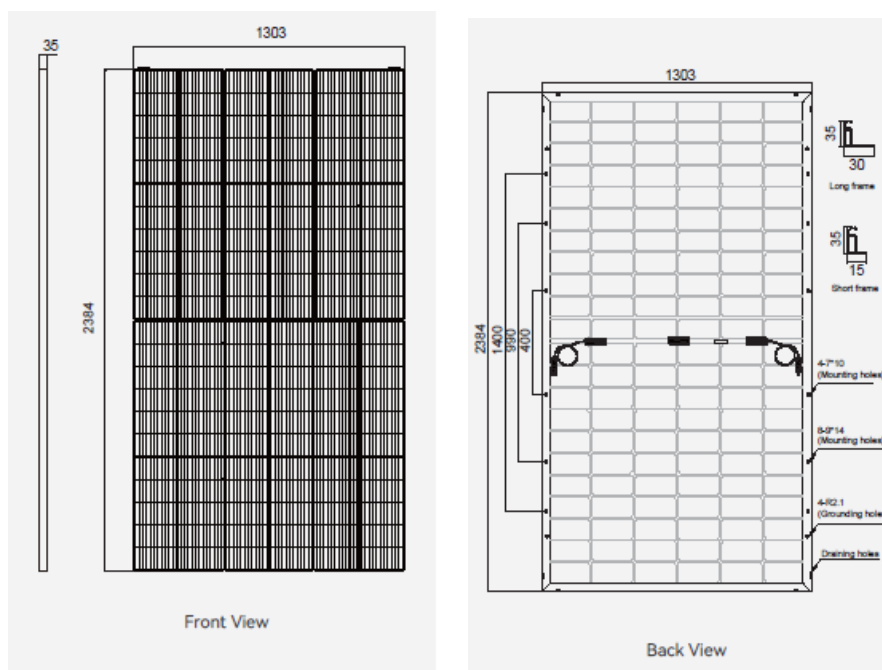 35
1303
2384
Front View
1303
2384
1400
990
400
35
30
Long frame
35
15
Short frame
4-7*10
(Mounting holes)
8-9*14
(Mounting holes)
4-R2.1
(Grounding hole
Draining holes
Back View